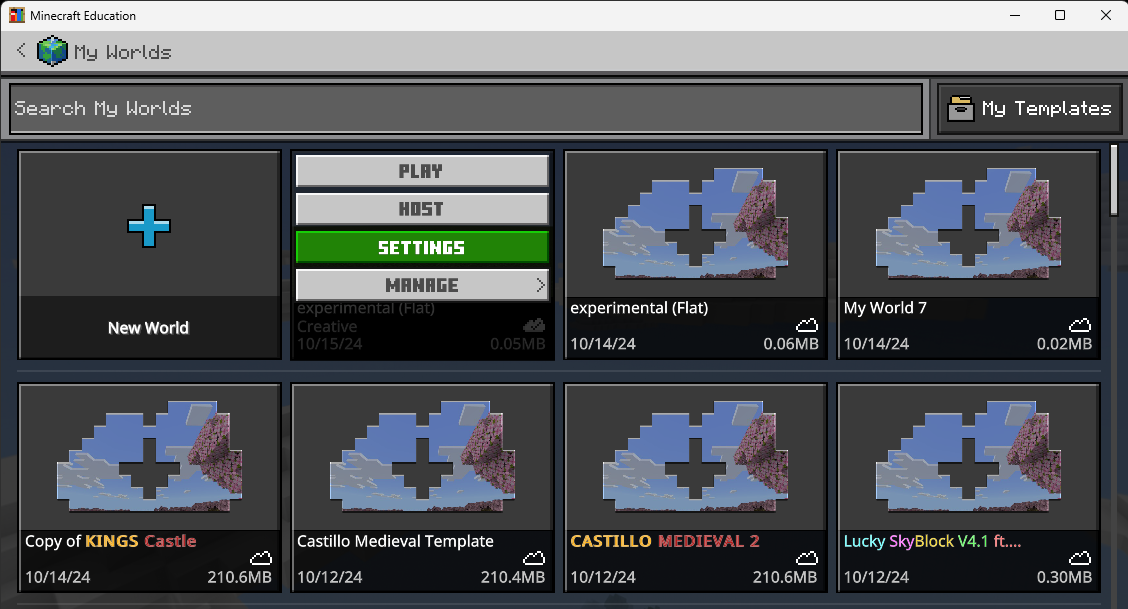 Minecraft Education
My Worlds
Search My Worlds
My Templates
PLAY
HOST
SETTINGS
MANAGE
New World
experimental (Flat)
Creative
10/15/24 0.05MB
experimental (Flat)
10/14/24 0.06MB
My World 7
10/14/24 0.02MB
Copy of KINGS Castle
10/14/24 210.6MB
Castillo Medieval Template
10/12/24 210.4MB
CASTILLO MEDIEVAL 2
10/12/24 210.6MB
Lucky SkyBlock V4.1 ft....
10/12/24 0.30MB